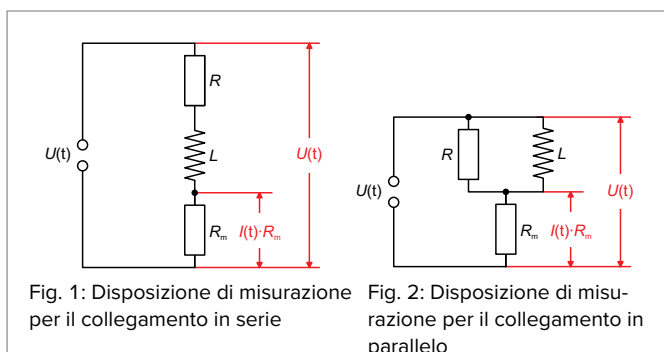 R
U(t)
L
U(t)
Rm
I(t)·Rm
Fig. 1: Disposizione di misurazione
per il collegamento in serie
R
L
U(t)
U(t)
Rm
I(t)·Rm
Fig. 2: Disposizione di misu-
razione per il collegamento in
parallelo